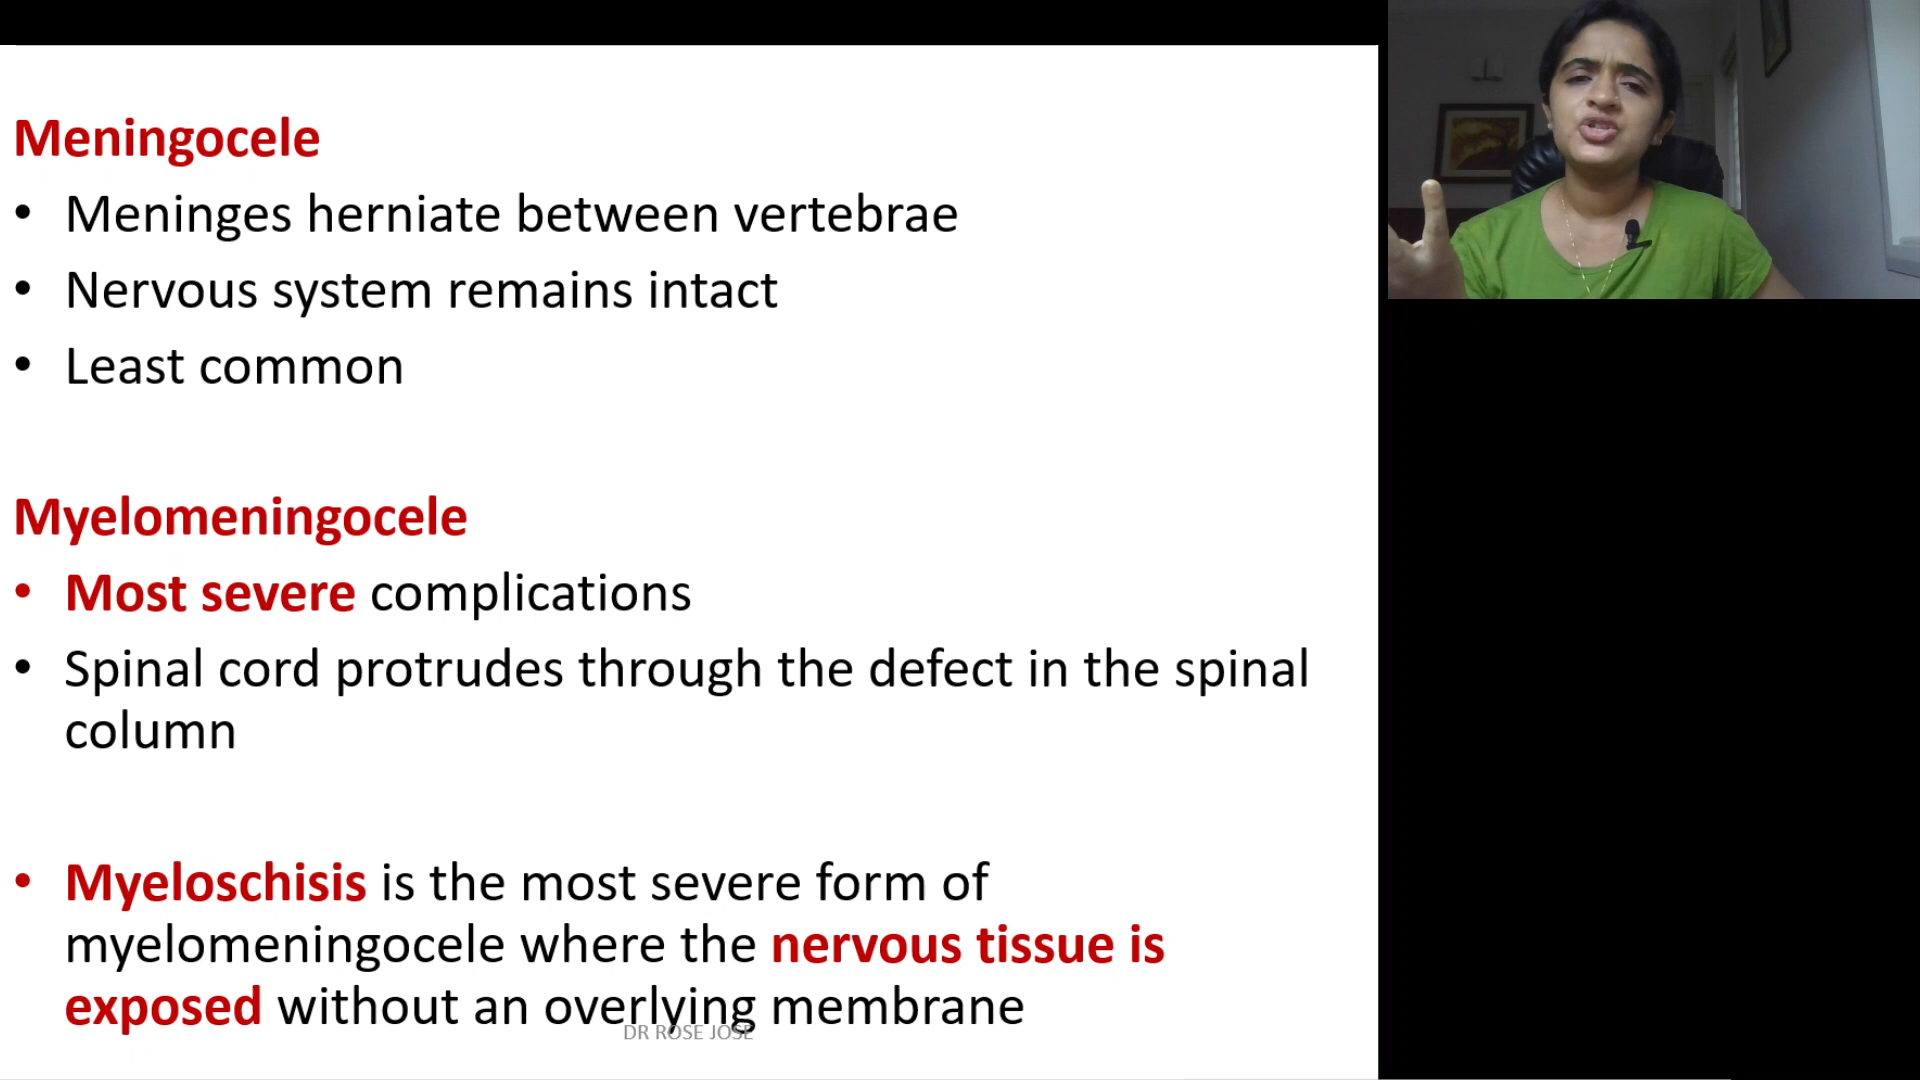 Meningocele
• Meninges herniate between vertebrae
• Nervous system remains intact
• Least common
Myelomeningocele
• Most severe complications
• Spinal cord protrudes through the defect in the spinal
column
• Myeloschisis is the most severe form of
myelomeningocele where the nervous tissue is
exposed without an overlying membrane
DR ROSE JOSE